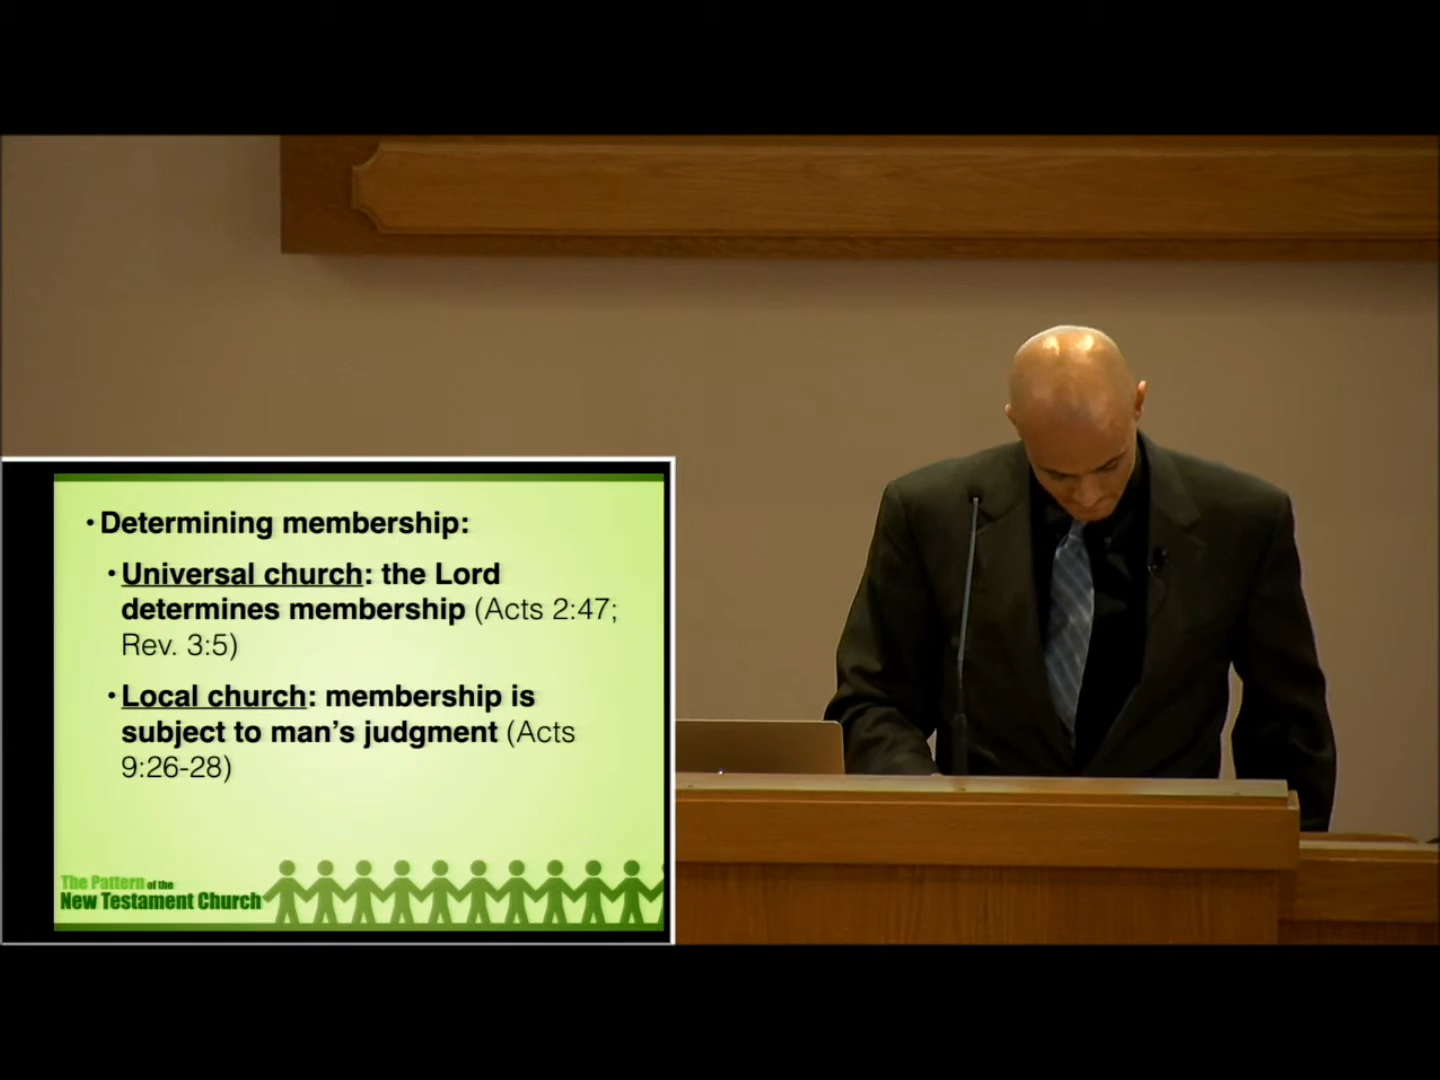 • Determining membership:
• Universal church: the Lord
determines membership (Acts 2:47;
Rev. 3:5)
• Local church: membership is
subject to man's judgment (Acts
9:26-28)
The Pattern of the
New Testament Church